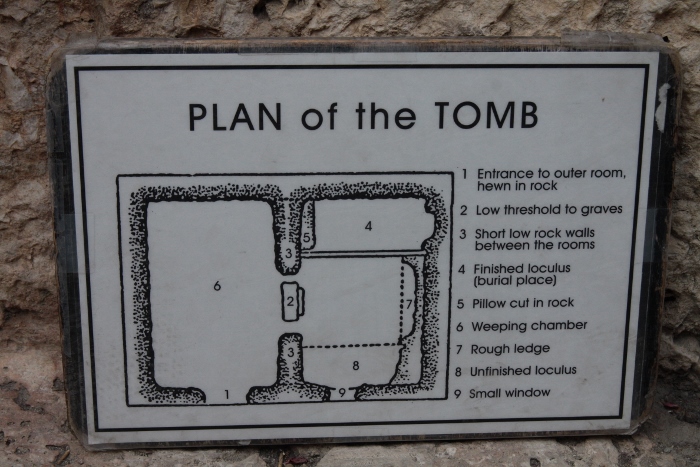 PLAN of the TOMB
1 Entrance to outer room,
hewn in rock
2 Low threshold to graves
3 Short low rock walls
between the rooms
4 Finished loculus
(burial place)
5 Pillow cut in rock
6 Weeping chamber
7 Rough ledge
8 Unfinished loculus
9 Small window
4
5
3
6
2
7
3
8
1
9